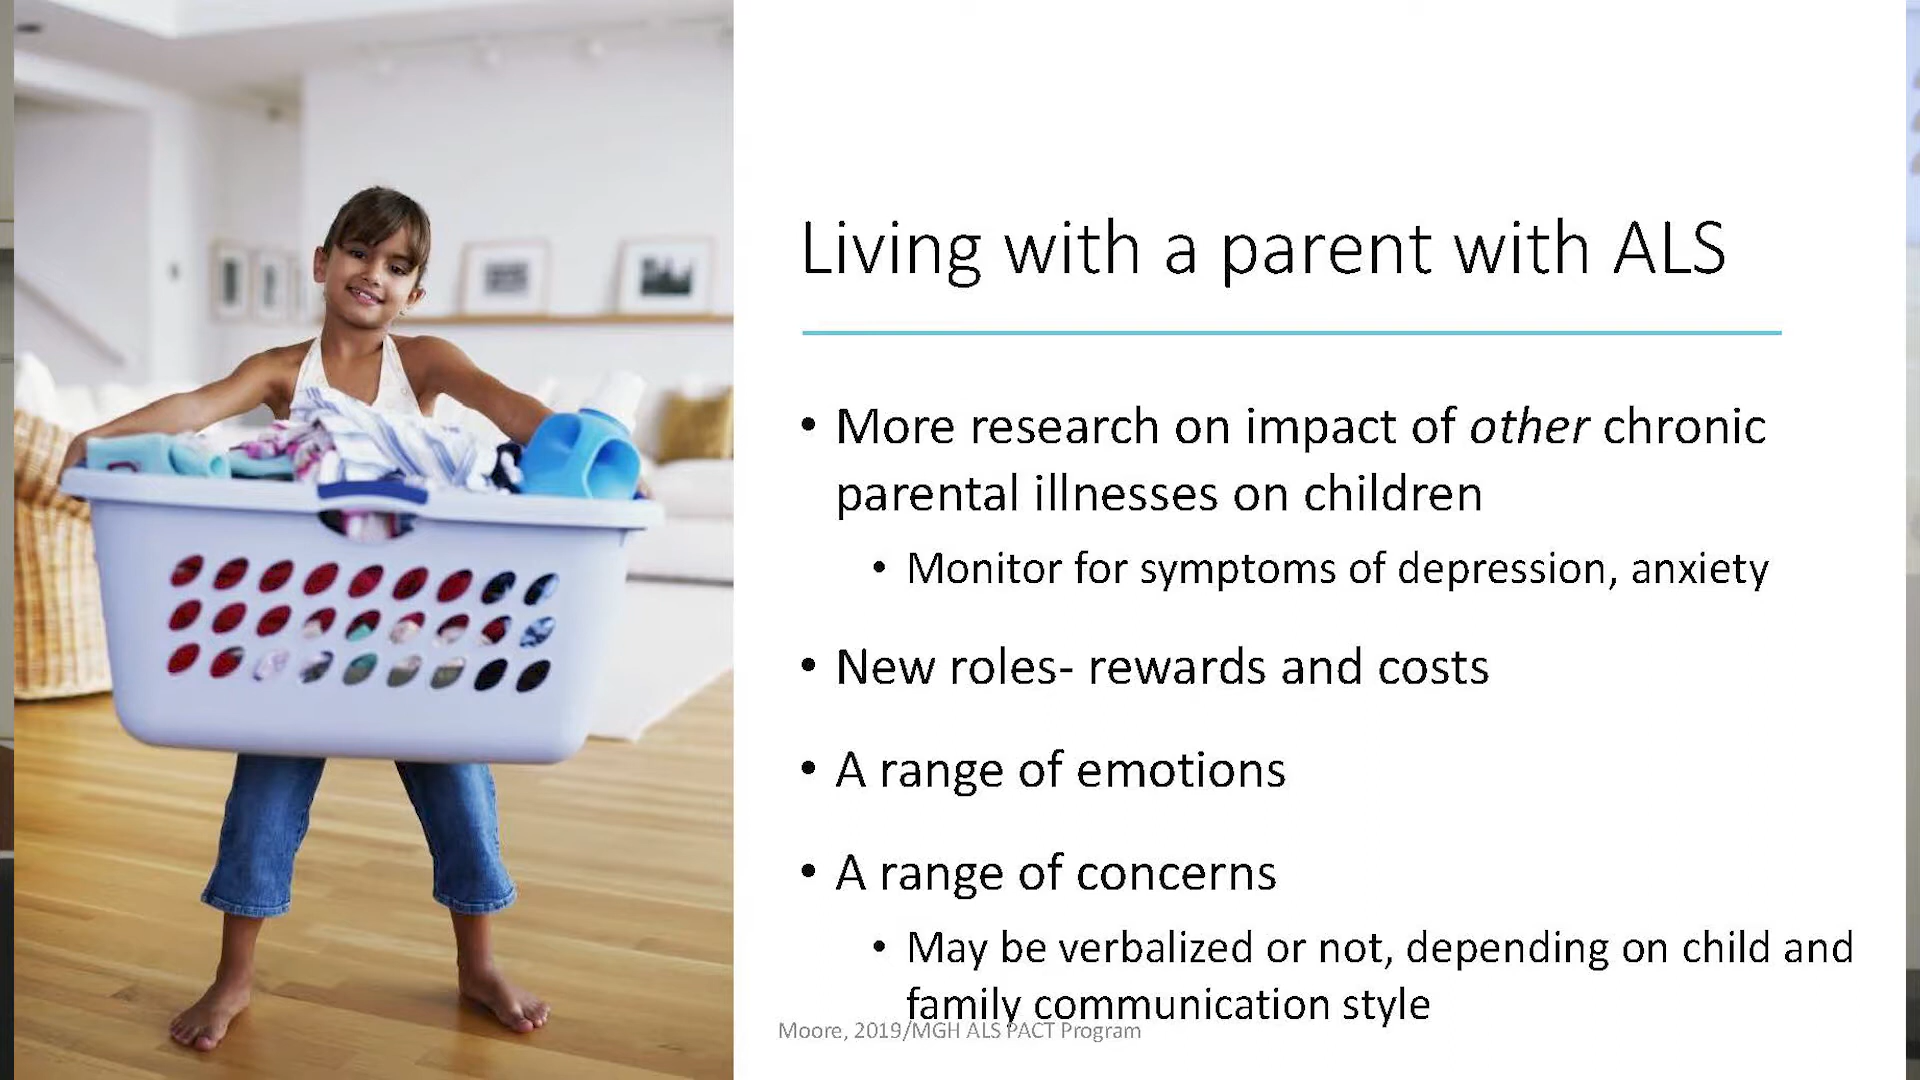 Living with a parent with ALS
• More research on impact of other chronic
parental illnesses on children
• Monitor for symptoms of depression, anxiety
• New roles- rewards and costs
• A range of emotions
• A range of concerns
• May be verbalized or not, depending on child and
family communication style
Moore, 2019/MGH ALS PACT Program